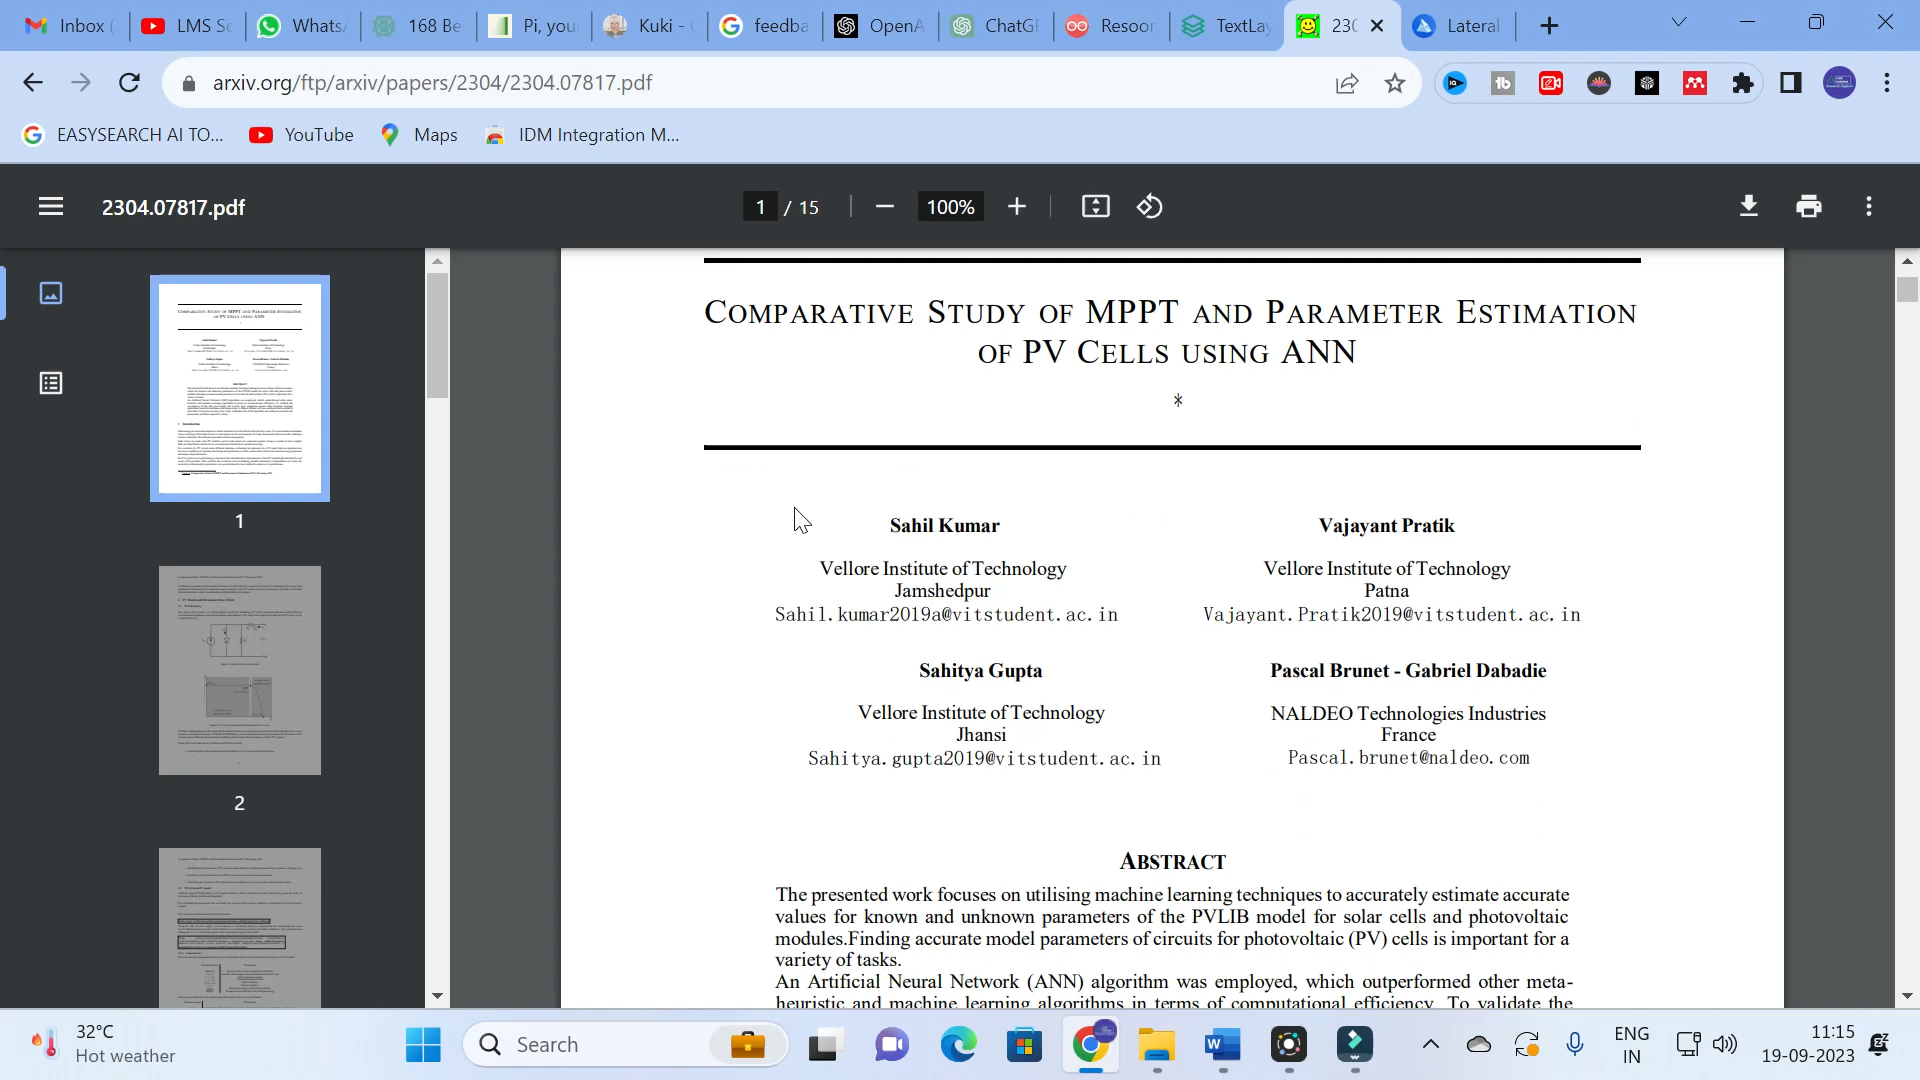 Inbox (
LMS Sc
WhatsA
168 Be
Pi, you
Kuki -
feedba
OpenA
ChatG
Resoor
TextLay
230
Lateral
arxiv.org/ftp/arxiv/papers/2304/2304.07817.pdf
EASYSEARCH AI TO...
YouTube
Maps
IDM Integration M...
2304.07817.pdf
1 / 15
100%
COMPARATIVE STUDY OF MPPT AND PARAMETER ESTIMATION
OF PV CELLS USING ANN
*
Sahil Kumar
Vellore Institute of Technology
Jamshedpur
Sahil.kumar2019a@vitstudent.ac.in
Vajayant Pratik
Vellore Institute of Technology
Patna
Vajayant.Pratik2019@vitstudent.ac.in
Sahitya Gupta
Vellore Institute of Technology
Jhansi
Sahitya.gupta2019@vitstudent.ac.in
Pascal Brunet - Gabriel Dabadie
NALDEO Technologies Industries
France
Pascal.brunet@naldeo.com
ABSTRACT
The presented work focuses on utilising machine learning techniques to accurately estimate accurate
values for known and unknown parameters of the PVLIB model for solar cells and photovoltaic
modules.Finding accurate model parameters of circuits for photovoltaic (PV) cells is important for a
variety of tasks.
An Artificial Neural Network (ANN) algorithm was employed, which outperformed other meta-
heuristic and machine learning algorithms in terms of computational efficiency. To validate the
1
2
32°C
Hot weather
Search
ENG
IN
11:15
19-09-2023